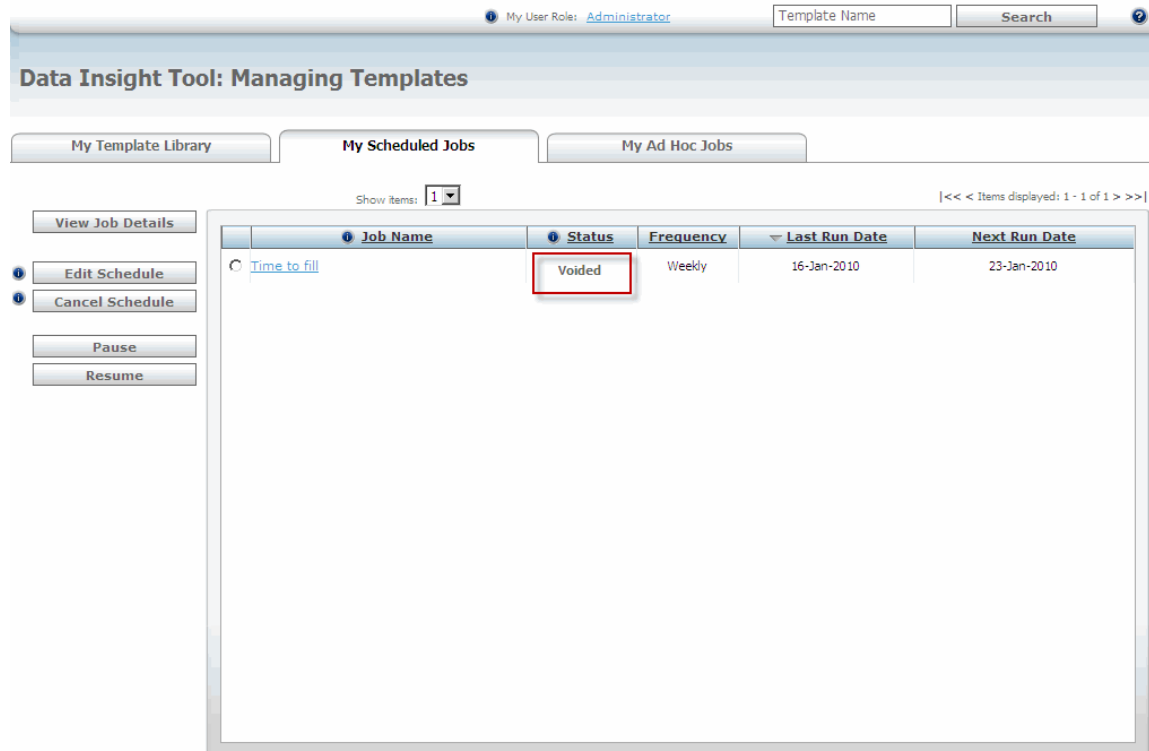 My User Role: Administrator
Template Name
Search
Data Insight Tool: Managing Templates
My Template Library
My Scheduled Jobs
My Ad Hoc Jobs
Show items: 1
|<< < Items displayed: 1 - 1 of 1 > >>|
View Job Details
Edit Schedule
Cancel Schedule
Pause
Resume
Job Name Status Frequency Last Run Date Next Run Date
Time to fill Voided Weekly 16-Jan-2010 23-Jan-2010